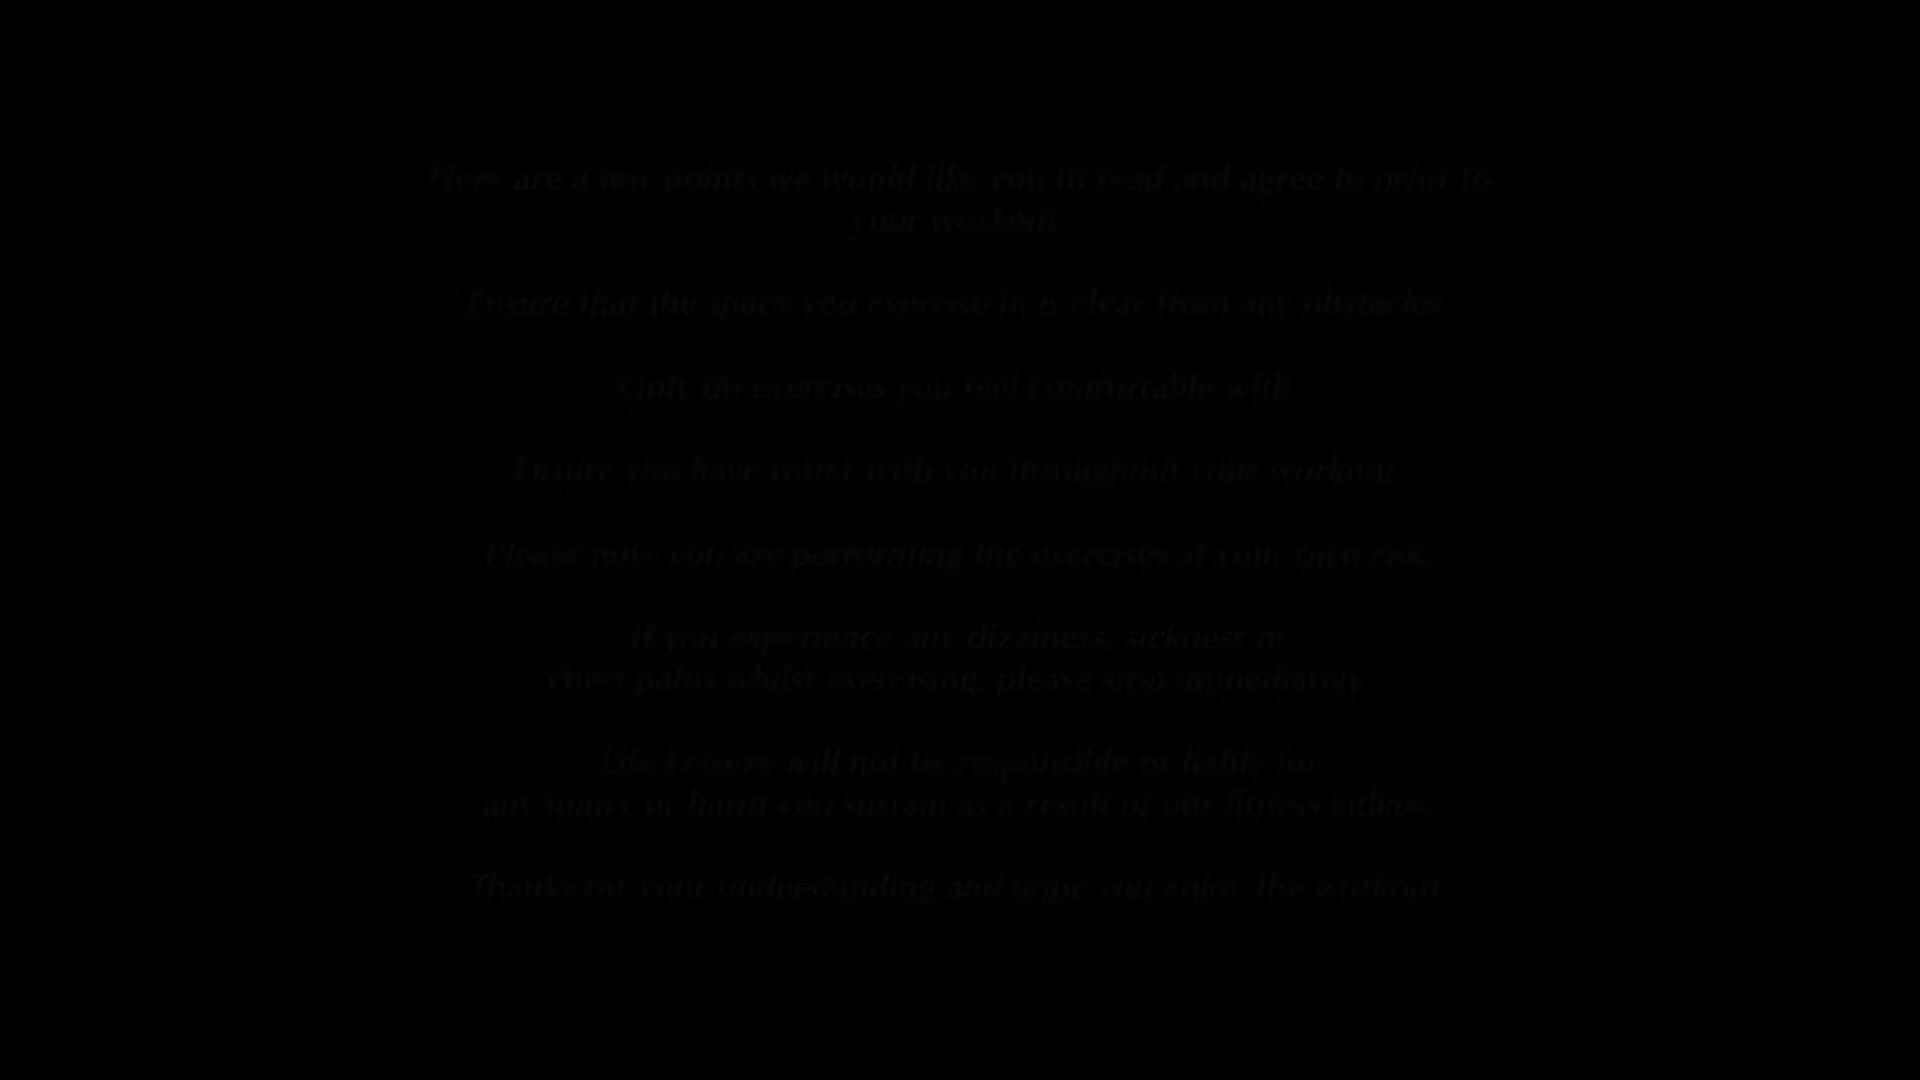 Here are a few points we would like you to read and agree to prior to
your workout
Ensure that the space you exercise in is clear from any obstacles
Only do exercises you feel comfortable with
Ensure you have water with you throughout your workout.
Please note you are performing the exercises at your own risk.
If you experience any dizziness, sickness or
chest pains whilst exercising, please stop immediately
Life Leisure will not be responsible or liable for
any injury or harm you sustain as a result of our fitness videos.
Thanks for your understanding and hope you enjoy the workout